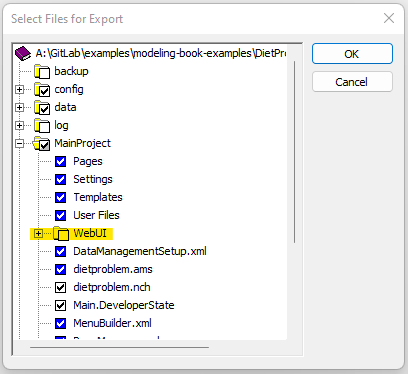 Select Files for Export
A:\GitLab\examples\modeling-book-examples\DietPro
OK
Cancel
backup
config
data
log
MainProject
Pages
Settings
Templates
User Files
WebUI
DataManagementSetup.xml
dietproblem.ams
dietproblem.nch
Main.DeveloperState
MenuBuilder.xml